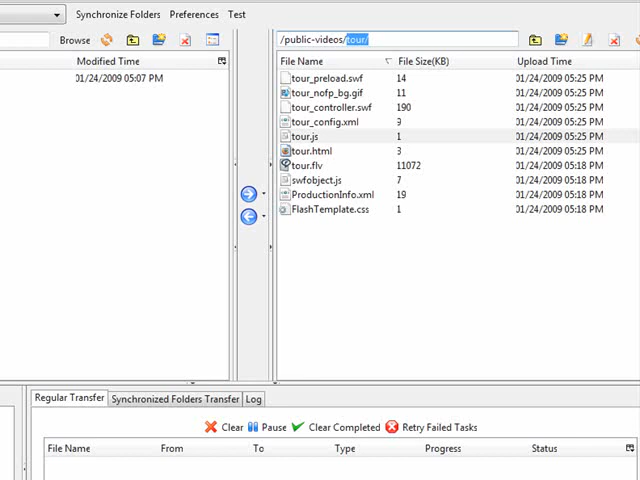 Synchronize Folders Preferences Test
Browse /public-videos/tour/
Modified Time File Name File Size(KB) Upload Time
01/24/2009 05:07 PM tour_preload.swf 14 01/24/2009 05:25 PM
tour_nofp_bg.gif 11 01/24/2009 05:25 PM
tour_controller.swf 190 01/24/2009 05:25 PM
tour_config.xml 9 01/24/2009 05:25 PM
tour.js 1 01/24/2009 05:25 PM
tour.html 3 01/24/2009 05:25 PM
tour.flv 11072 01/24/2009 05:18 PM
swfobject.js 7 01/24/2009 05:18 PM
ProductionInfo.xml 19 01/24/2009 05:18 PM
FlashTemplate.css 1 01/24/2009 05:18 PM
Regular Transfer Synchronized Folders Transfer Log
Clear Pause Clear Completed Retry Failed Tasks
File Name From To Type Progress Status